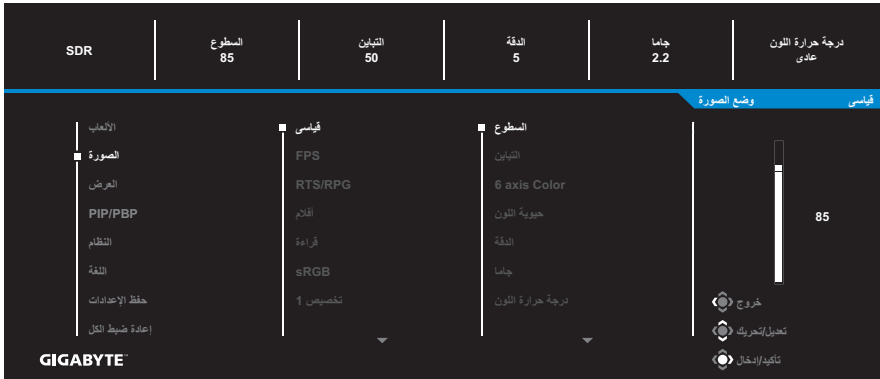 SDR
السطوع
85
التباين
50
الدقة
5
جاما
2.2
درجة حرارة اللون
عادى
وضع الصورة
قياسى
الألعاب
الصورة
العرض
PIP/PBP
النظام
اللغة
حفظ الإعدادات
إعادة ضبط الكل
قياسى
FPS
RTS/RPG
أفلام
قراءة
sRGB
تخصيص 1
السطوع
التباين
6 axis Color
حيوية اللون
الدقة
جاما
درجة حرارة اللون
85
خروج
تعديل/تحريك
تأكيد/إدخال
GIGABYTE™